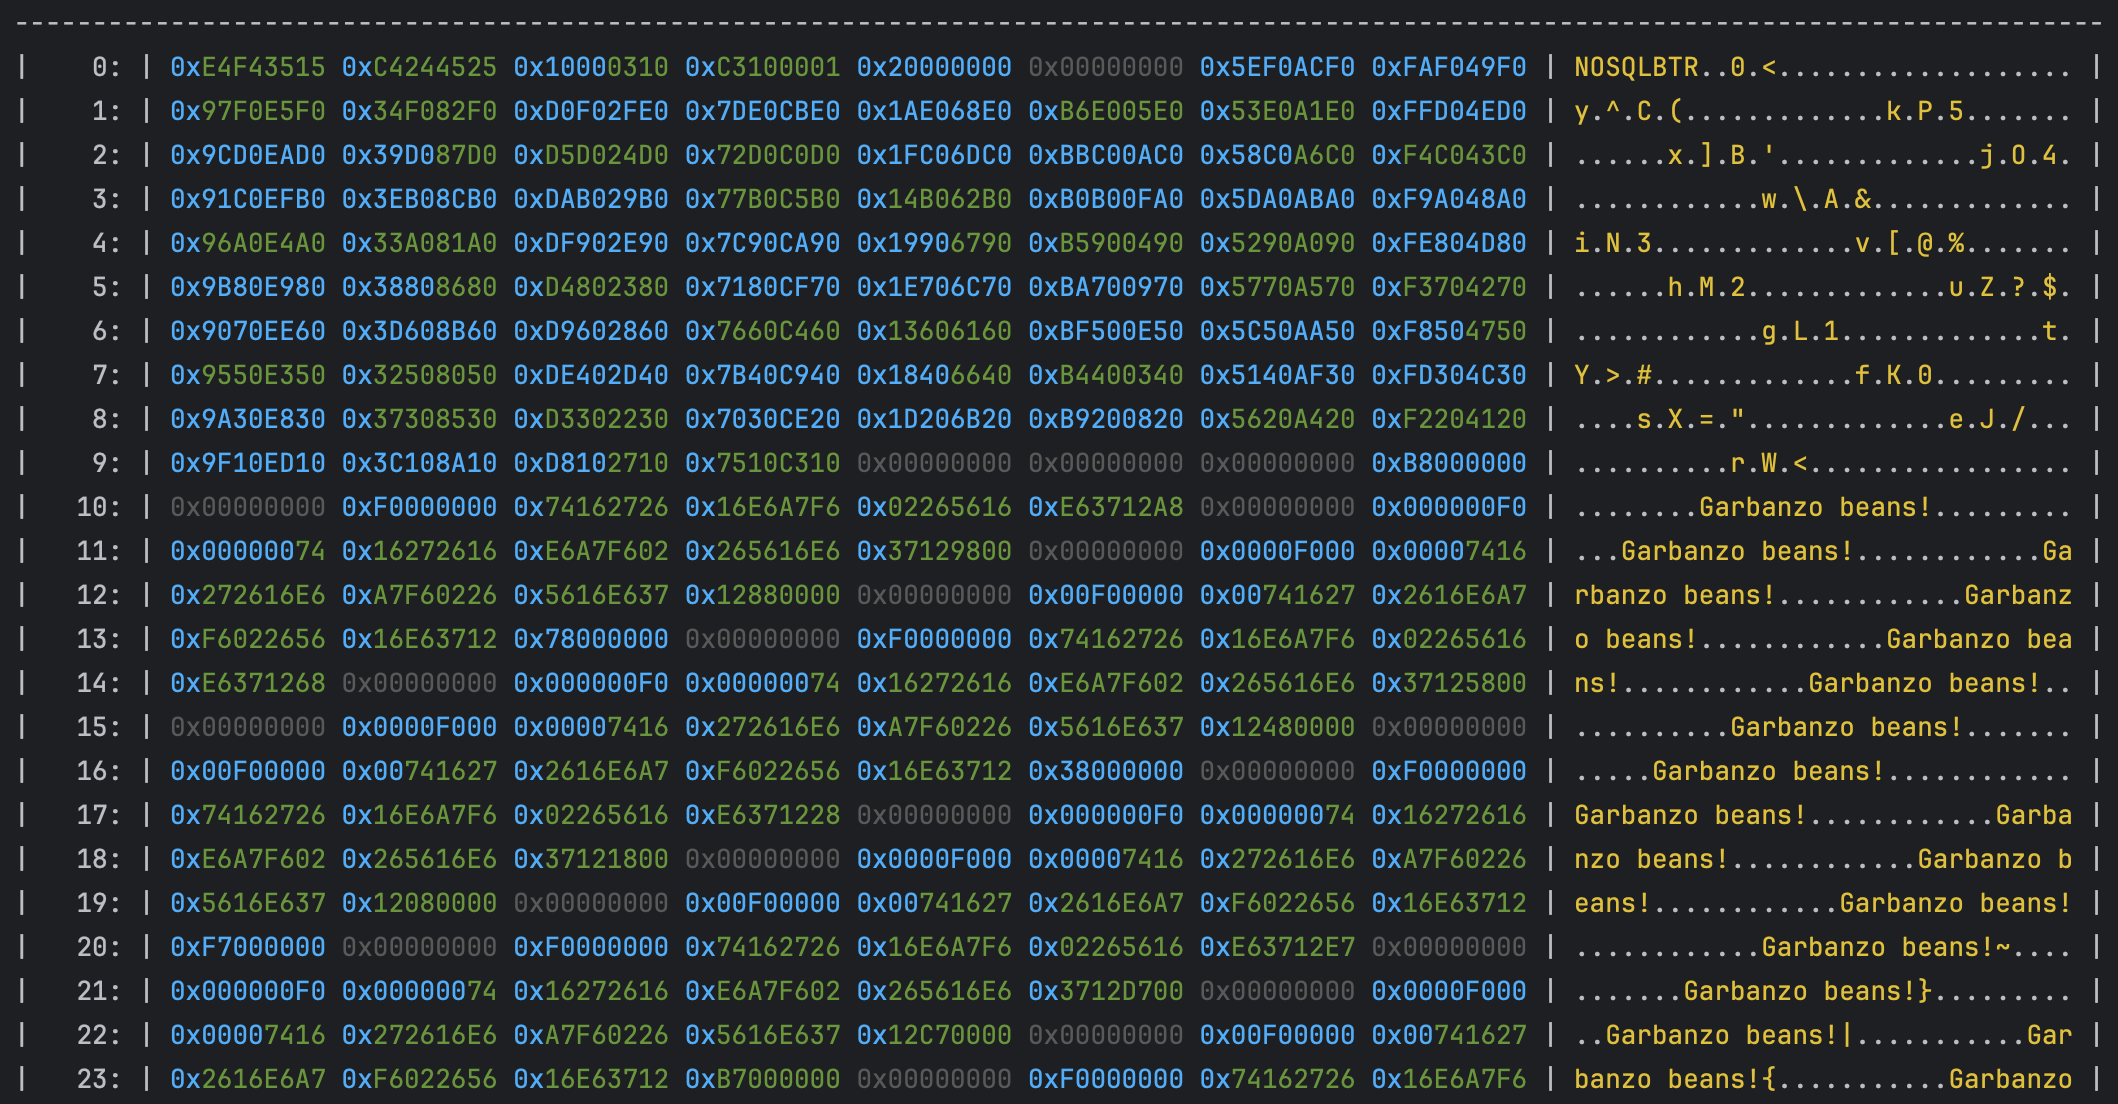 --------------------------------------------------------------------------------------------------------------------------------------
|    0: | 0xE4F43515 0xC4244525 0x10000310 0xC3100001 0x20000000 0x00000000 0x5EF0ACF0 0xFAF049F0 | NOSQLBTR..0.<................... |
|    1: | 0x97F0E5F0 0x34F082F0 0xD0F02FE0 0x7DE0CBE0 0x1AE068E0 0xB6E005E0 0x53E0A1E0 0xFFD04ED0 | y.^.C.(.............k.P.5....... |
|    2: | 0x9CD0EAD0 0x39D087D0 0xD5D024D0 0x72D0C0D0 0x1FC06DC0 0xBBC00AC0 0x58C0A6C0 0xF4C043C0 | ......x.].B.'.............j.O.4. |
|    3: | 0x91C0EFB0 0x3EB08CB0 0xDAB029B0 0x77B0C5B0 0x14B062B0 0xB0B00FA0 0x5DA0ABA0 0xF9A048A0 | ............w.\.A.&............. |
|    4: | 0x96A0E4A0 0x33A081A0 0xDF902E90 0x7C90CA90 0x19906790 0xB5900490 0x5290A090 0xFE804D80 | i.N.3.............v.[.@.%....... |
|    5: | 0x9B80E980 0x38808680 0xD4802380 0x7180CF70 0x1E706C70 0xBA700970 0x5770A570 0xF3704270 | ......h.M.2.............u.Z.?.$. |
|    6: | 0x9070EE60 0x3D608B60 0xD9602860 0x7660C460 0x13606160 0xBF500E50 0x5C50AA50 0xF8504750 | ............g.L.1.............t. |
|    7: | 0x9550E350 0x32508050 0xDE402D40 0x7B40C940 0x18406640 0xB4400340 0x5140AF30 0xFD304C30 | Y.>.#.............f.K.0......... |
|    8: | 0x9A30E830 0x37308530 0xD3302230 0x7030CE20 0x1D206B20 0xB9200820 0x5620A420 0xF2204120 | ....s.X.=.".............e.J./... |
|    9: | 0x9F10ED10 0x3C108A10 0xD8102710 0x7510C310 0x00000000 0x00000000 0x00000000 0xB8000000 | ..........r.W.<................. |
|   10: | 0x00000000 0xF0000000 0x74162726 0x16E6A7F6 0x02265616 0xE63712A8 0x00000000 0x000000F0 | ........Garbanzo beans!......... |
|   11: | 0x00000074 0x16272616 0xE6A7F602 0x265616E6 0x37129800 0x00000000 0x0000F000 0x00007416 | ...Garbanzo beans!............Ga |
|   12: | 0x272616E6 0xA7F60226 0x5616E637 0x12880000 0x00000000 0x00F00000 0x00741627 0x2616E6A7 | rbanzo beans!............Garbanz |
|   13: | 0xF6022656 0x16E63712 0x78000000 0x00000000 0xF0000000 0x74162726 0x16E6A7F6 0x02265616 | o beans!............Garbanzo bea |
|   14: | 0xE6371268 0x00000000 0x000000F0 0x00000074 0x16272616 0xE6A7F602 0x265616E6 0x37125800 | ns!............Garbanzo beans!.. |
|   15: | 0x00000000 0x0000F000 0x00007416 0x272616E6 0xA7F60226 0x5616E637 0x12480000 0x00000000 | ..........Garbanzo beans!....... |
|   16: | 0x00F00000 0x00741627 0x2616E6A7 0xF6022656 0x16E63712 0x38000000 0x00000000 0xF0000000 | .....Garbanzo beans!............ |
|   17: | 0x74162726 0x16E6A7F6 0x02265616 0xE6371228 0x00000000 0x000000F0 0x00000074 0x16272616 | Garbanzo beans!............Garba |
|   18: | 0xE6A7F602 0x265616E6 0x37121800 0x00000000 0x0000F000 0x00007416 0x272616E6 0xA7F60226 | nzo beans!............Garbanzo b |
|   19: | 0x5616E637 0x12080000 0x00000000 0x00F00000 0x00741627 0x2616E6A7 0xF6022656 0x16E63712 | eans!............Garbanzo beans! |
|   20: | 0xF7000000 0x00000000 0xF0000000 0x74162726 0x16E6A7F6 0x02265616 0xE63712E7 0x00000000 | ............Garbanzo beans!~.... |
|   21: | 0x000000F0 0x00000074 0x16272616 0xE6A7F602 0x265616E6 0x3712D700 0x00000000 0x0000F000 | .......Garbanzo beans!}......... |
|   22: | 0x00007416 0x272616E6 0xA7F60226 0x5616E637 0x12C70000 0x00000000 0x00F00000 0x00741627 | ..Garbanzo beans!|...........Gar |
|   23: | 0x2616E6A7 0xF6022656 0x16E63712 0xB7000000 0x00000000 0xF0000000 0x74162726 0x16E6A7F6 | banzo beans!{...........Garbanzo |